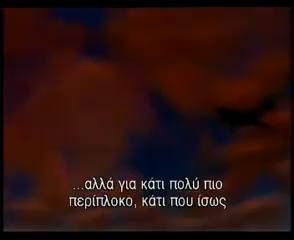 ...αλλά για κάτι πολύ πιο
περίπλοκο, κάτι που ίσως